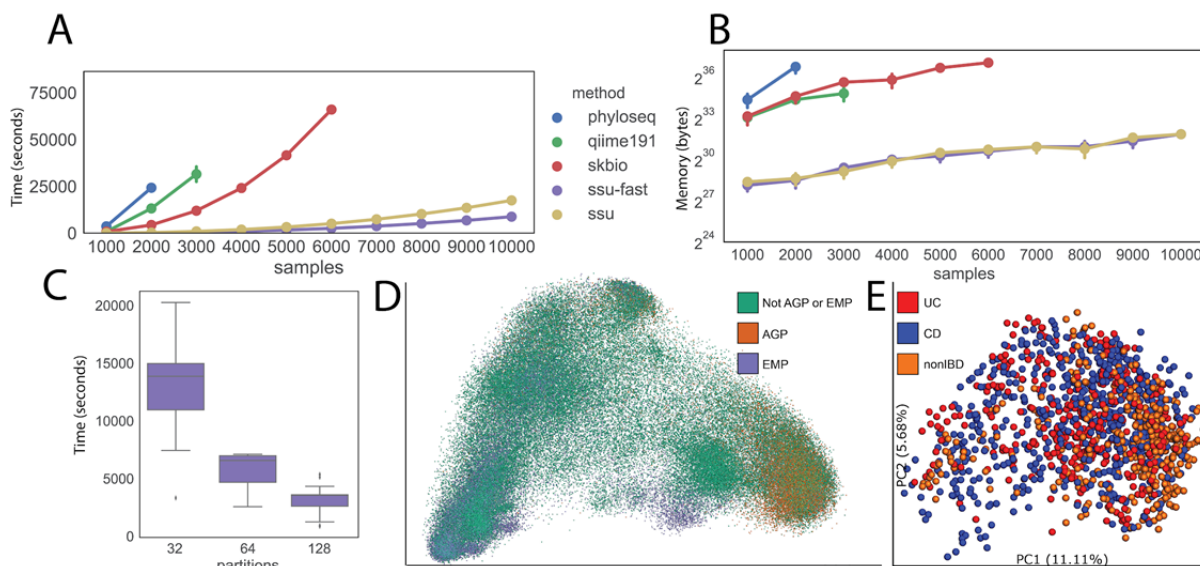 A
75000
50000
25000
0
Time (seconds)
1000 2000 3000 4000 5000 6000 7000 8000 9000 10000
samples
method
phyloseq
qiime191
skbio
ssu-fast
ssu
B
2^36
2^33
2^30
2^27
2^24
Memory (bytes)
1000 2000 3000 4000 5000 6000 7000 8000 9000 10000
samples
C
20000
15000
10000
5000
0
Time (seconds)
32 64 128
partitions
D
Not AGP or EMP
AGP
EMP
E
UC
CD
nonIBD
PC2 (5.68%)
PC1 (11.11%)